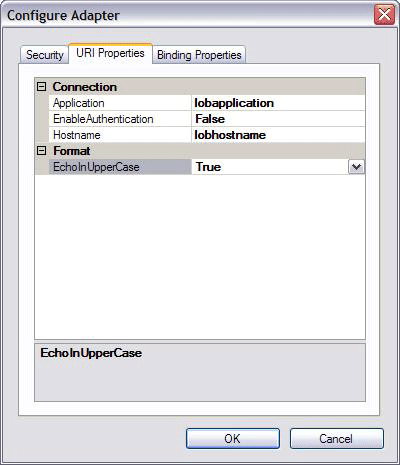 Configure Adapter
Security URI Properties Binding Properties
Connection
Application lobapplication
EnableAuthentication False
Hostname lobhostname
Format
EchoInUpperCase True
EchoInUpperCase
OK Cancel